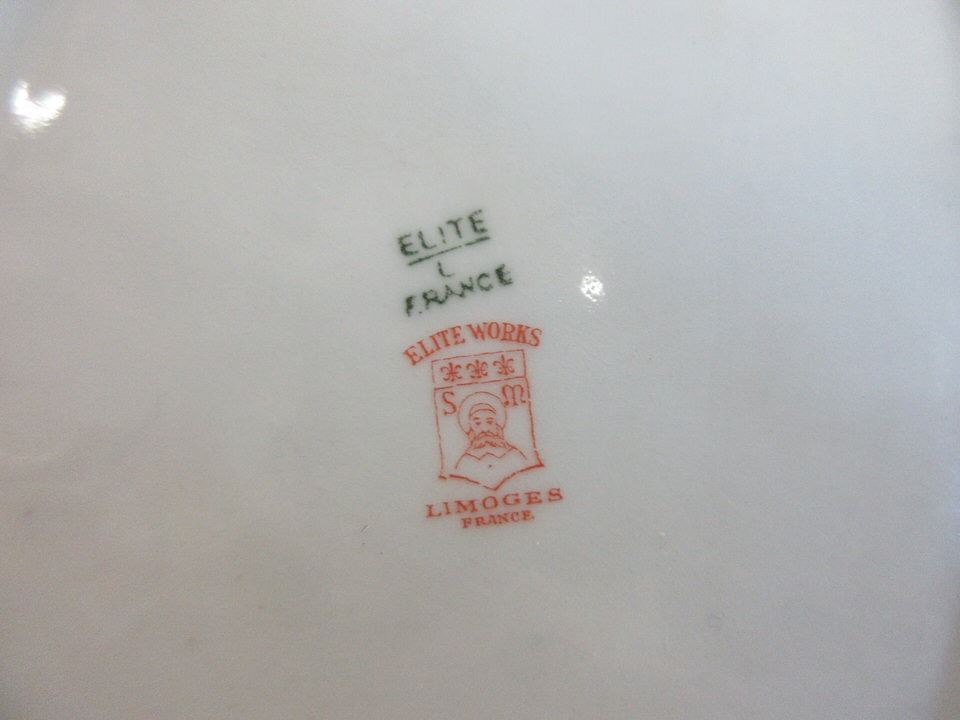 ELITE
L
FRANCE
ELITE WORKS
S M
LIMOGES
FRANCE.